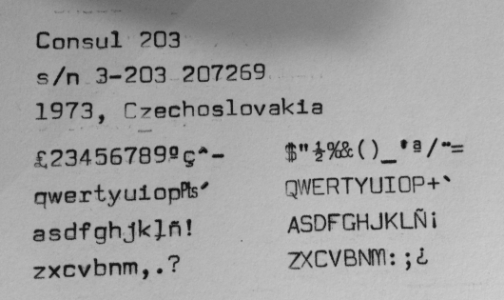 Consul 203
s/n 3-203 207269
1973, Czechoslovakia
£23456789ºç^- $"½%&()_'ª/¨=
qwertyuiop₧´ QWERTYUIOP+`
asdfghjklñ! ASDFGHJKLÑ¡
zxcvbnm,.? ZXCVBNM:;¿